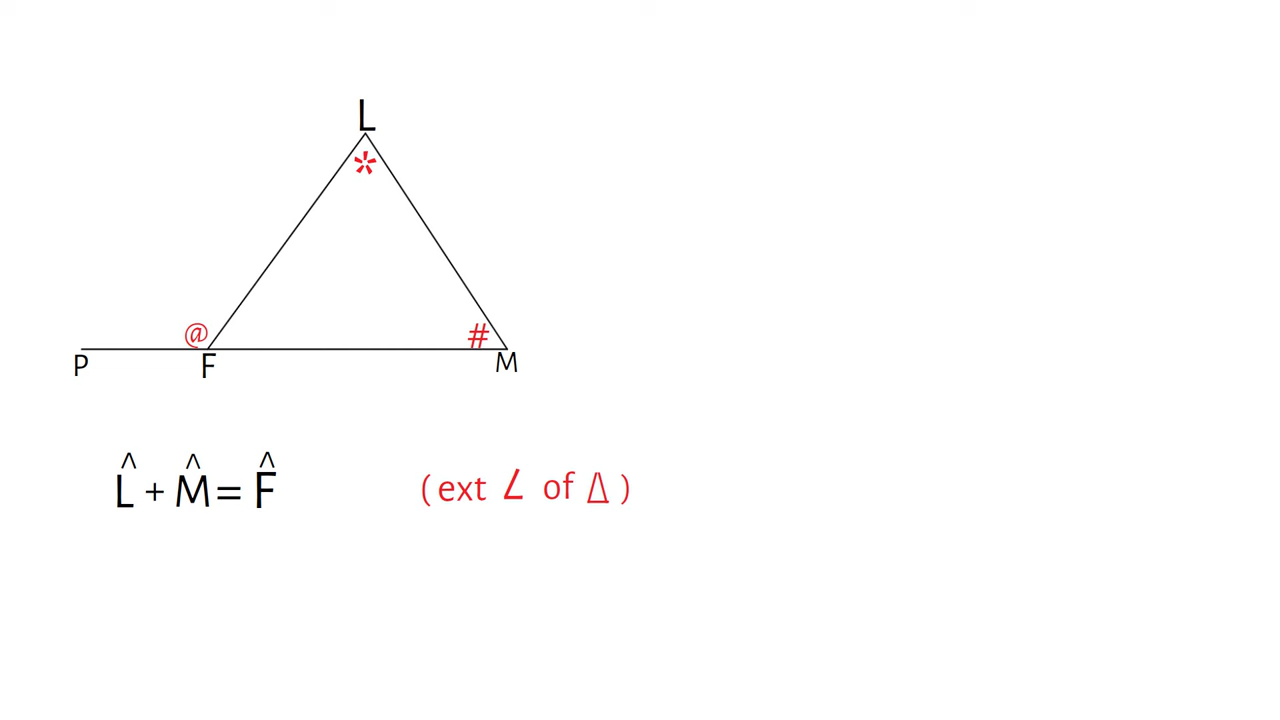 L
*
@ #
P F M
L̂ + M̂ = F̂ (ext ∠ of Δ)